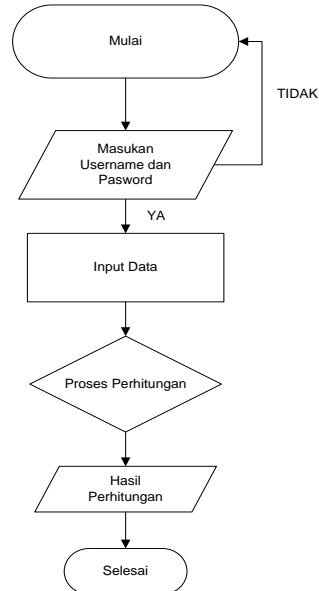 Mulai
TIDAK
Masukan
Username dan
Pasword
YA
Input Data
Proses Perhitungan
Hasil
Perhitungan
Selesai